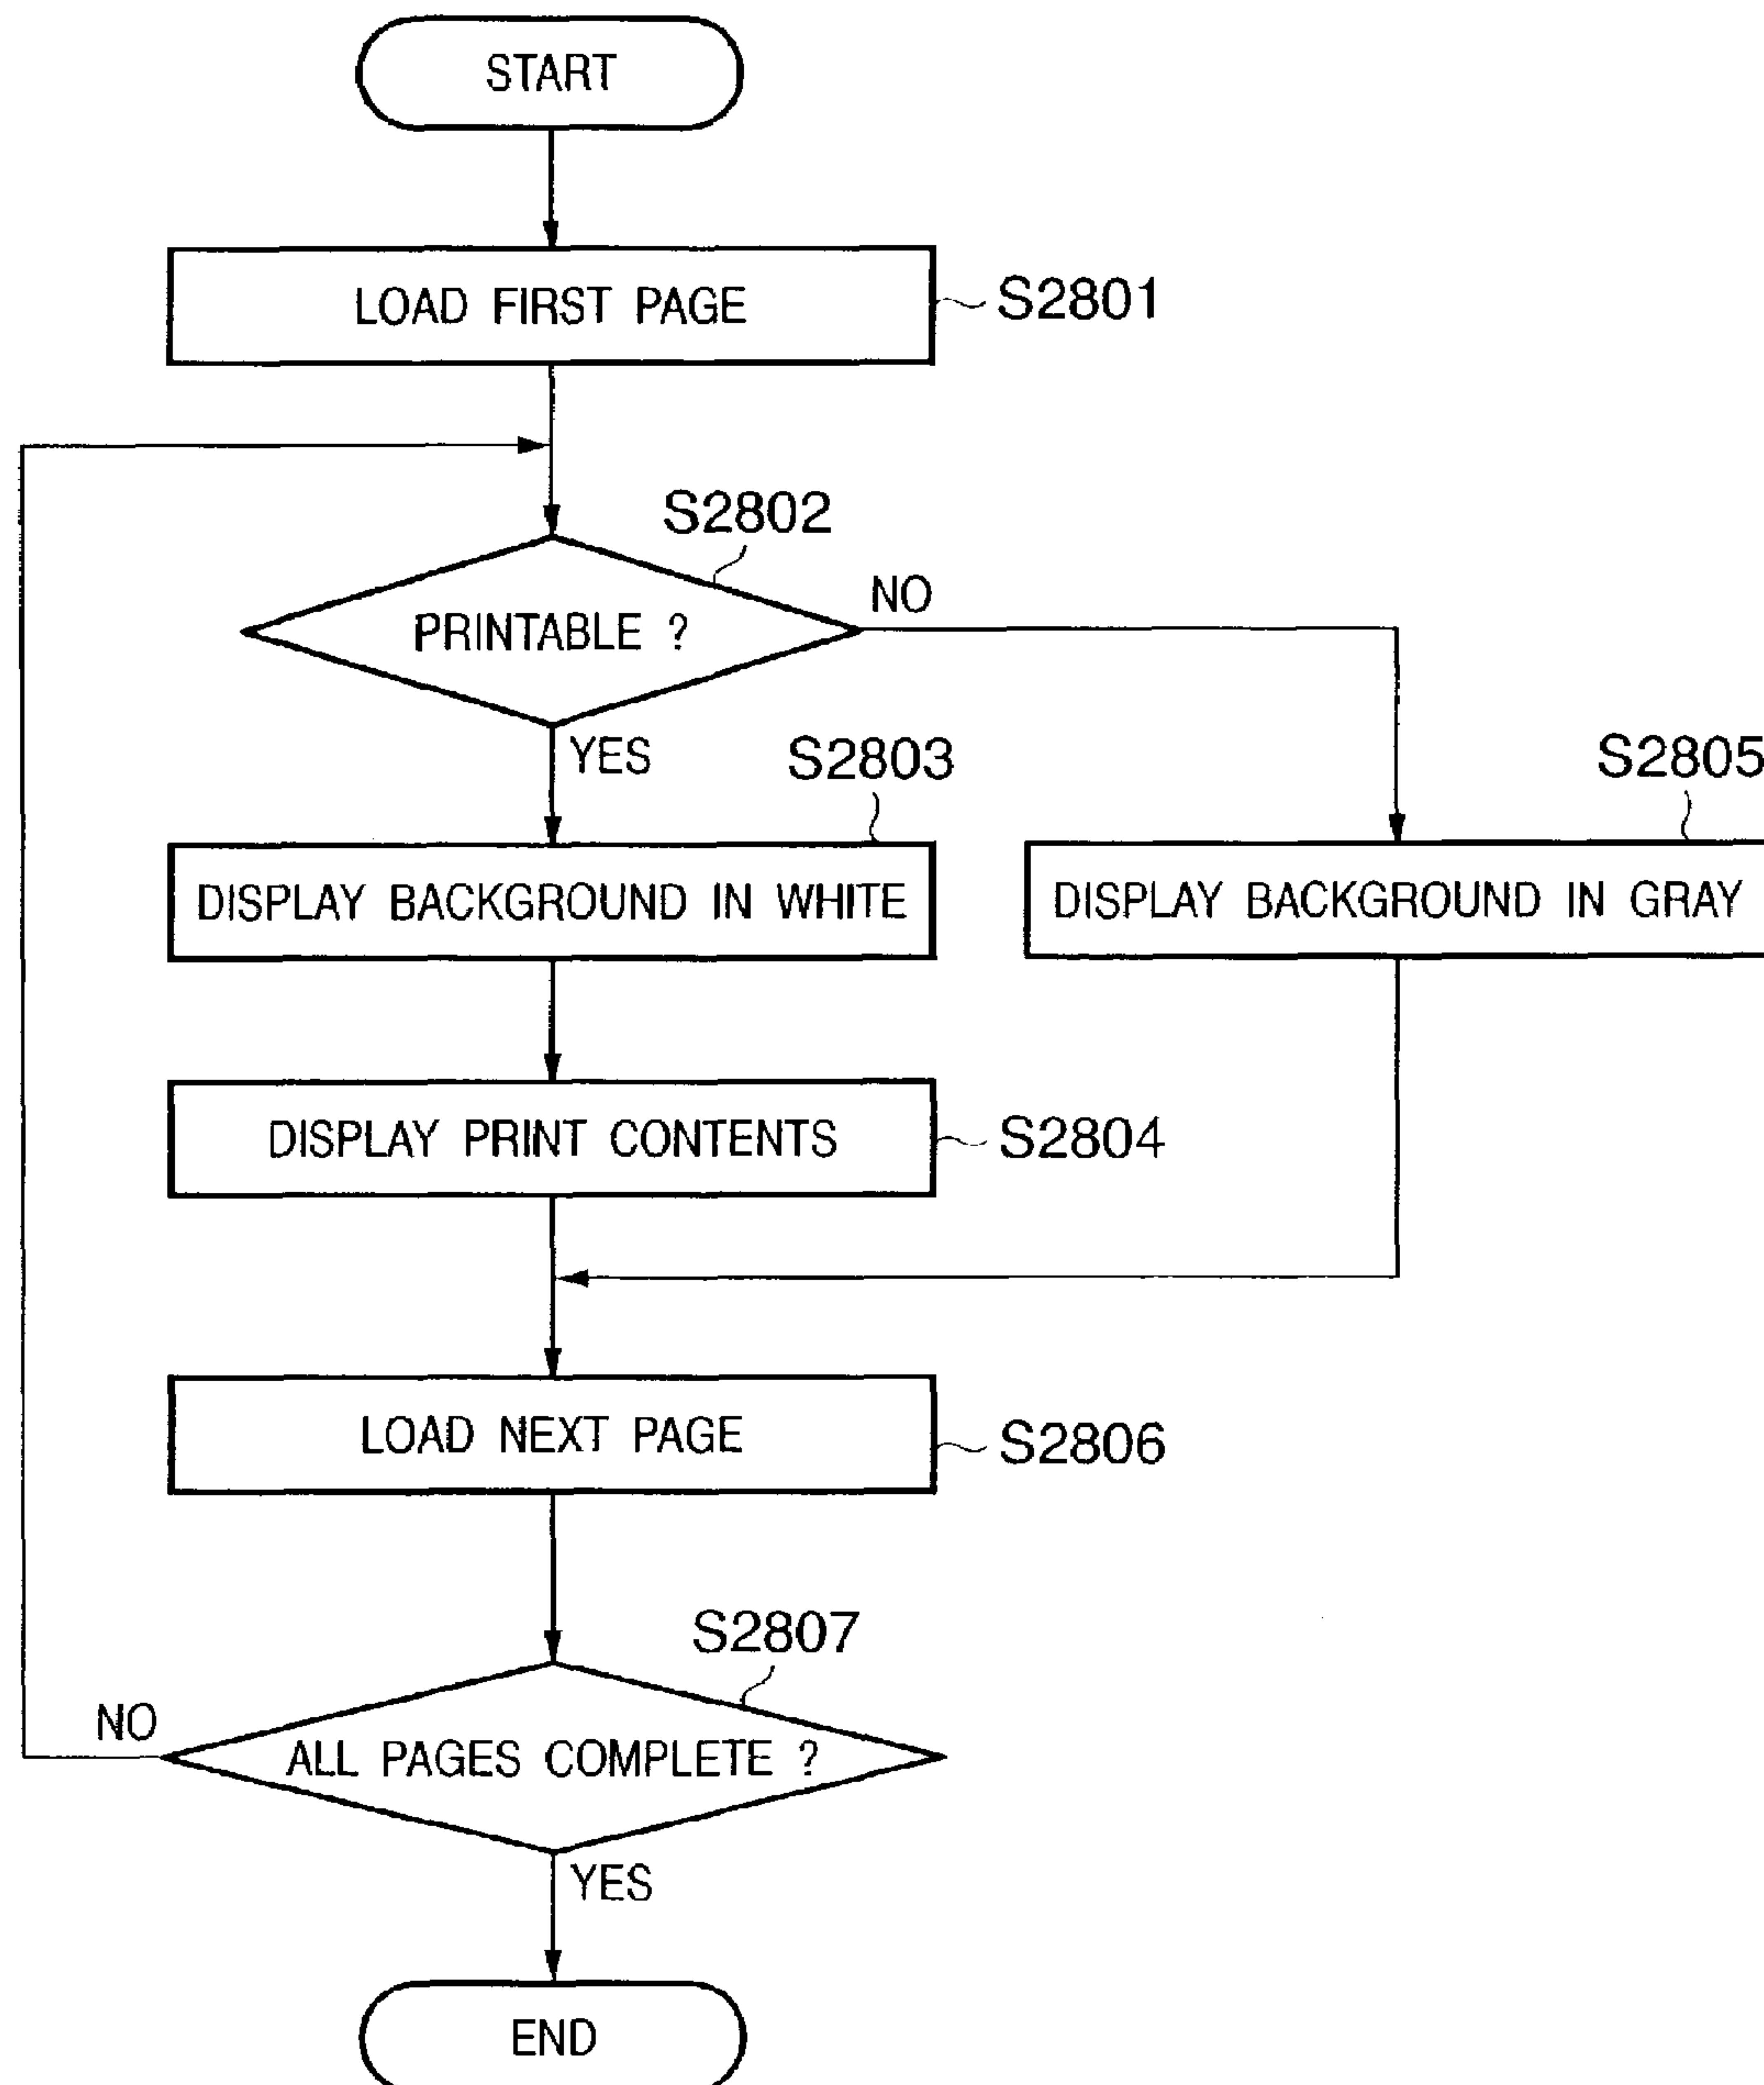 START
LOAD FIRST PAGE
S2801
S2802
PRINTABLE ?
NO
YES
S2803
S2805
DISPLAY BACKGROUND IN WHITE
DISPLAY BACKGROUND IN GRAY
DISPLAY PRINT CONTENTS
S2804
LOAD NEXT PAGE
S2806
S2807
NO
ALL PAGES COMPLETE ?
YES
END